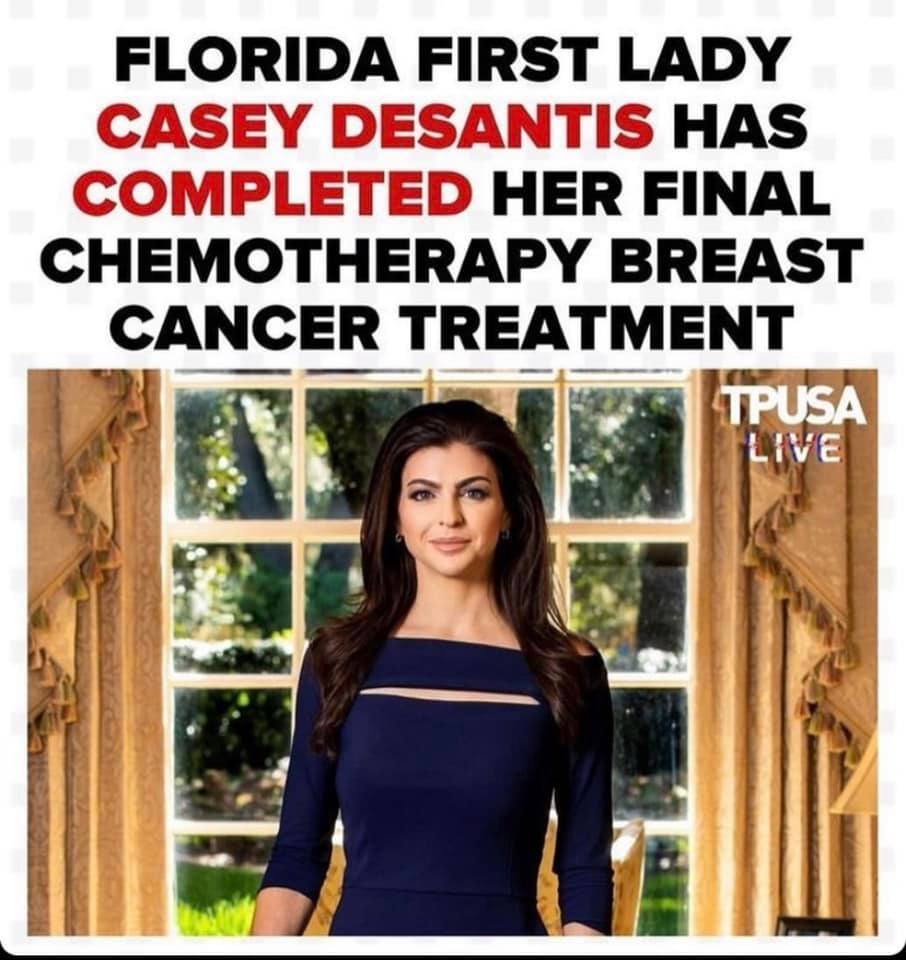 FLORIDA FIRST LADY
CASEY DESANTIS HAS
COMPLETED HER FINAL
CHEMOTHERAPY BREAST
CANCER TREATMENT
TPUSA
LIVE